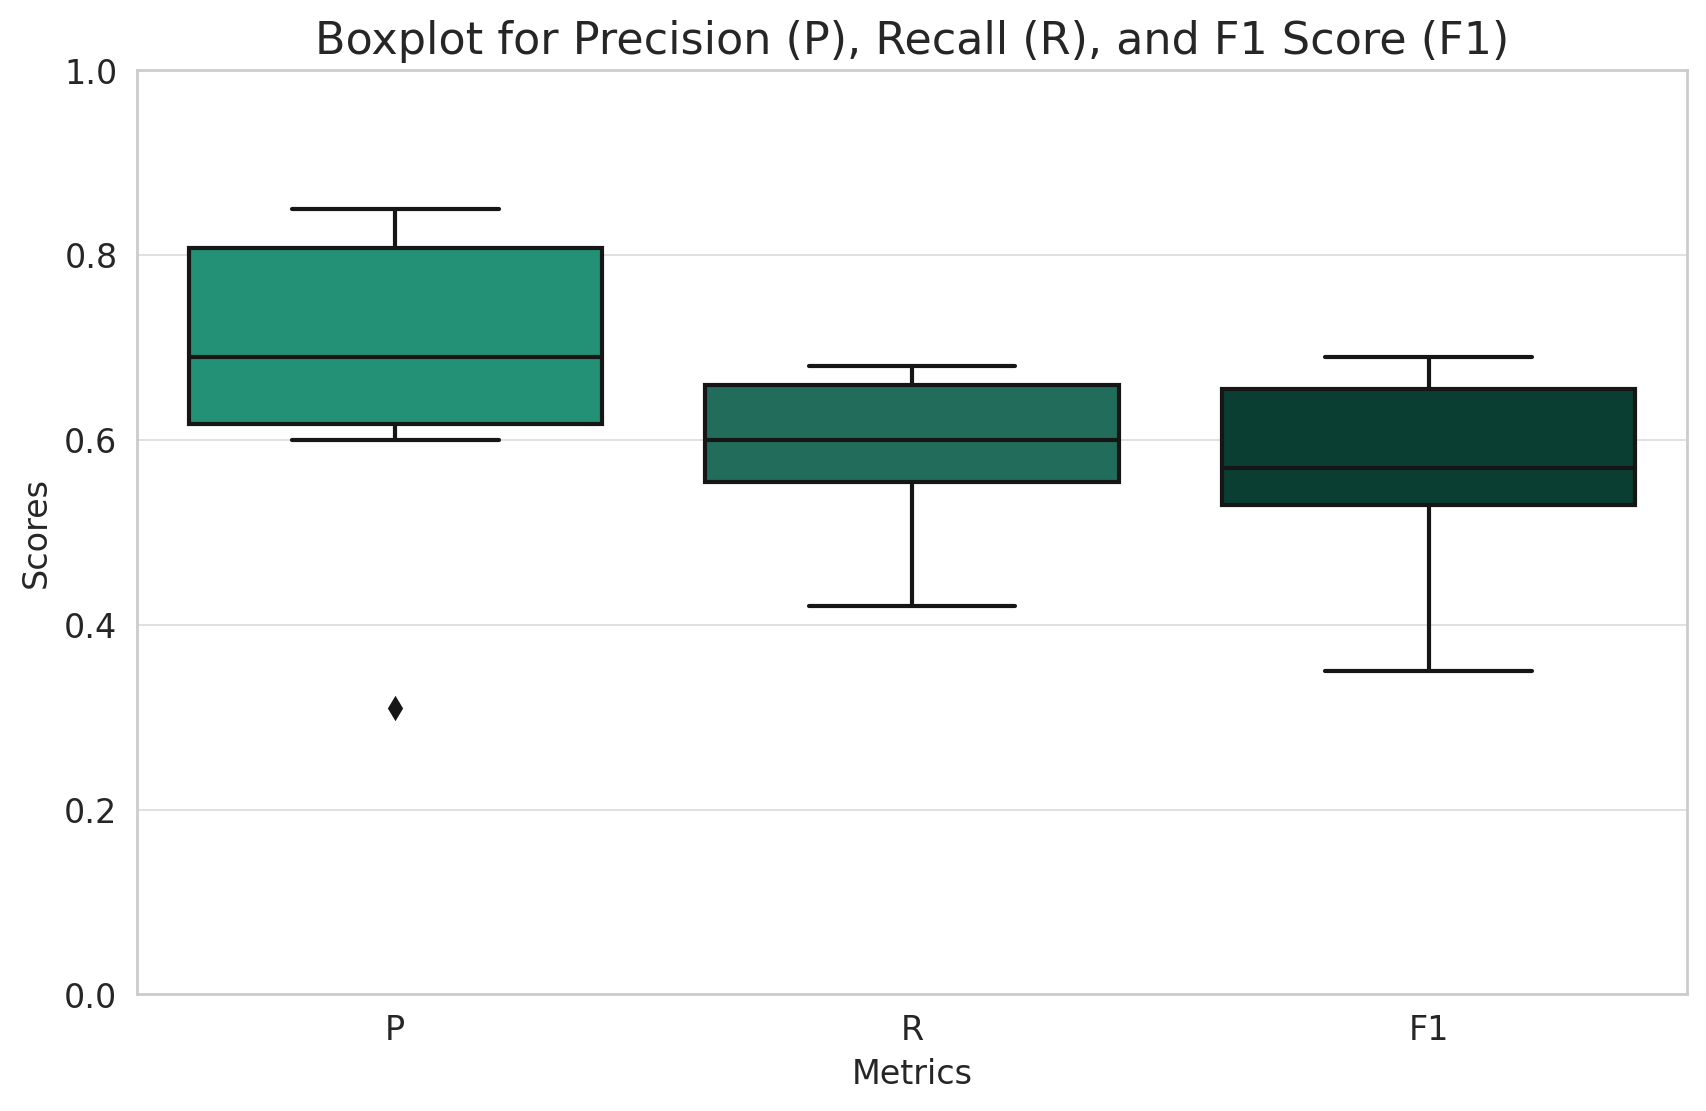 Boxplot for Precision (P), Recall (R), and F1 Score (F1)
1.0
0.8
0.6
0.4
0.2
0.0
Scores
P R F1
Metrics